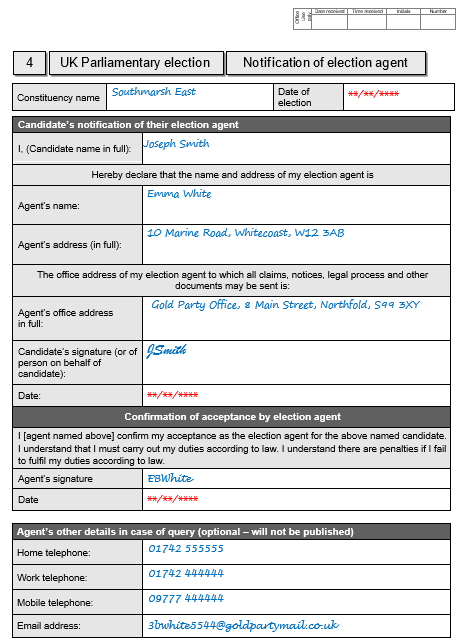 Office Use only Date received Time received Initials Number
4 UK Parliamentary election Notification of election agent
Constituency name Southmarsh East Date of election **/**/****
Candidate's notification of their election agent
I, (Candidate name in full): Joseph Smith
Hereby declare that the name and address of my election agent is
Agent's name: Emma White
Agent's address (in full): 10 Marine Road, Whitecoast, W12 3AB
The office address of my election agent to which all claims, notices, legal process and other
documents may be sent is:
Agent's office address
in full): Gold Party Office, 8 Main Street, Northfold, S99 3XY
Candidate's signature (or of
person on behalf of
candidate): JSmith
Date: **/**/****
Confirmation of acceptance by election agent
I [agent named above] confirm my acceptance as the election agent for the above named candidate.
I understand that I must carry out my duties according to law. I understand there are penalties if I fail
to fulfil my duties according to law.
Agent's signature EBWhite
Date **/**/****
Agent's other details in case of query (optional – will not be published)
Home telephone: 01742 555555
Work telephone: 01742 444444
Mobile telephone: 09777 444444
Email address: 3bwhite5544@goldpartymail.co.uk